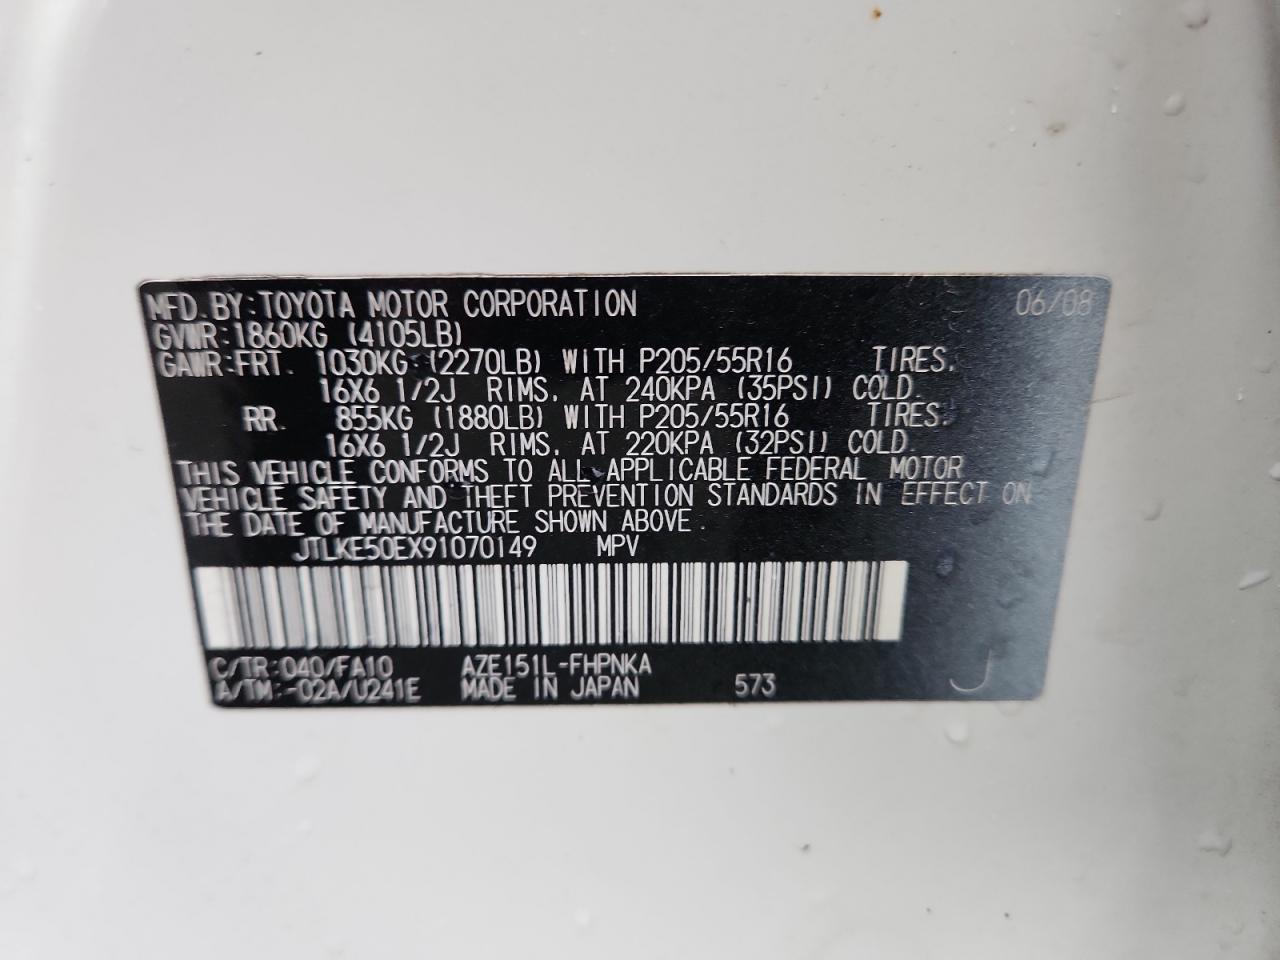 MFD. BY: TOYOTA MOTOR CORPORATION 06/08
GVWR: 1860KG (4105LB)
GAWR: FRT. 1030KG (2270LB) WITH P205/55R16 TIRES,
16X6 1/2J RIMS, AT 240KPA (35PSI) COLD.
RR. 855KG (1880LB) WITH P205/55R16 TIRES,
16X6 1/2J RIMS, AT 220KPA (32PSI) COLD.
THIS VEHICLE CONFORMS TO ALL APPLICABLE FEDERAL MOTOR
VEHICLE SAFETY AND THEFT PREVENTION STANDARDS IN EFFECT ON
THE DATE OF MANUFACTURE SHOWN ABOVE.
JTLKE50EX91070149 MPV
C/TR: 040/FA10 AZE151L-FHPNKA
A/TM: -02A/U241E MADE IN JAPAN 573 J